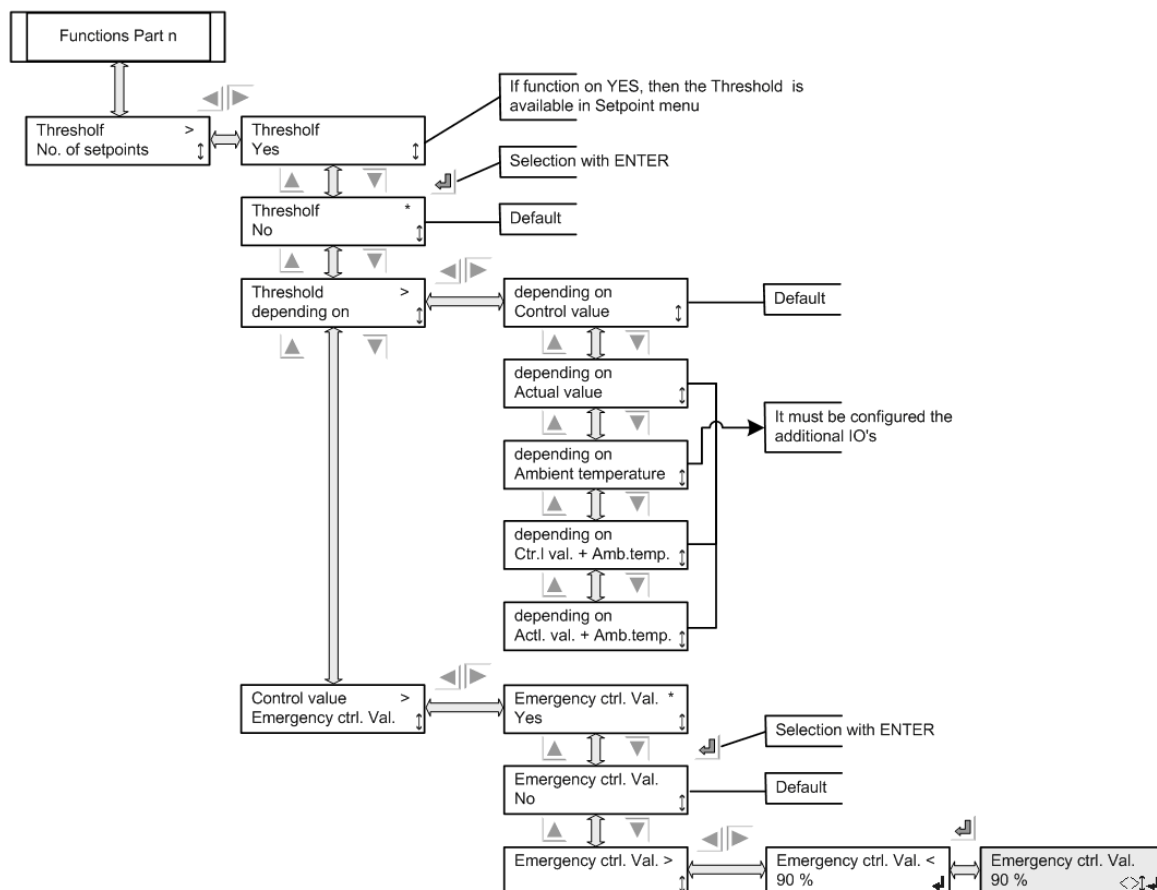 Functions Part n
If function on YES, then the Threshold is
available in Setpoint menu
Thresholf >
No. of setpoints
Thresholf
Yes
Selection with ENTER
Thresholf *
No
Default
Threshold >
depending on
depending on
Control value
Default
depending on
Actual value
It must be configured the
additional IO's
depending on
Ambient temperature
depending on
Ctr.l val. + Amb.temp.
depending on
Actl. val. + Amb.temp.
Control value >
Emergency ctrl. Val.
Emergency ctrl. Val. *
Yes
Selection with ENTER
Emergency ctrl. Val.
No
Default
Emergency ctrl. Val. >
Emergency ctrl. Val. <
90 %
Emergency ctrl. Val.
90 %